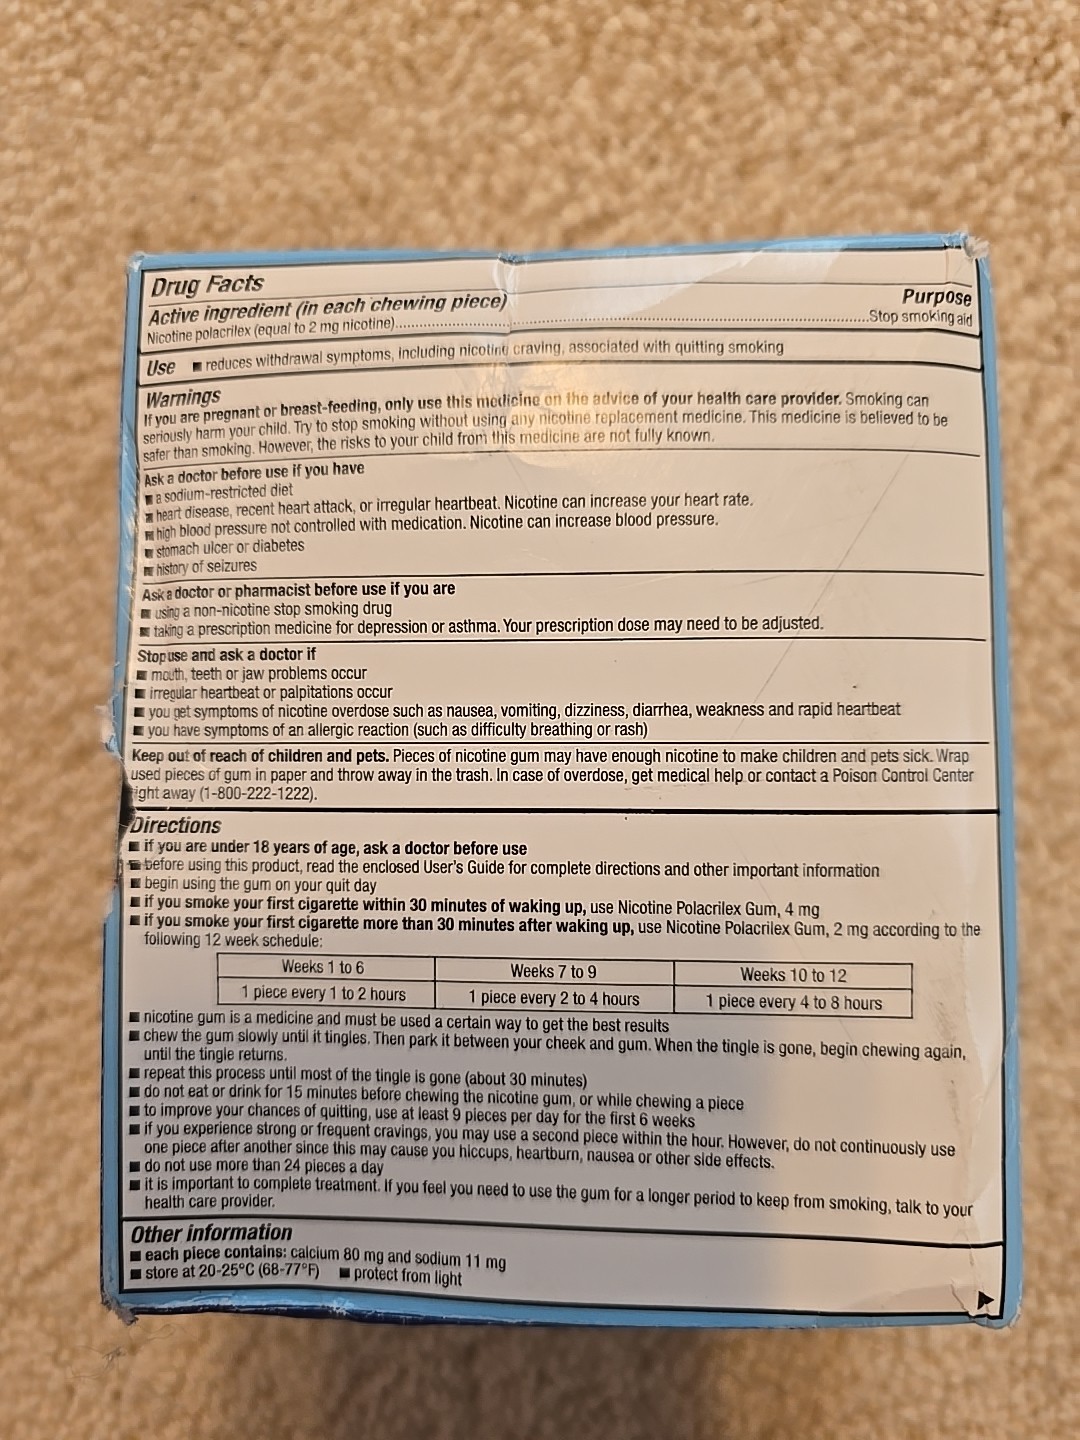 Drug Facts
Active ingredient (in each chewing piece) Purpose
Nicotine polacrilex (equal to 2 mg nicotine)....................Stop smoking aid
Use ■ reduces withdrawal symptoms, including nicotine craving, associated with quitting smoking
Warnings
If you are pregnant or breast-feeding, only use this medicine on the advice of your health care provider. Smoking can
seriously harm your child. Try to stop smoking without using any nicotine replacement medicine. This medicine is believed to be
safer than smoking. However, the risks to your child from this medicine are not fully known.
Ask a doctor before use if you have
■ a sodium-restricted diet
■ heart disease, recent heart attack, or irregular heartbeat. Nicotine can increase your heart rate.
■ high blood pressure not controlled with medication. Nicotine can increase blood pressure.
■ stomach ulcer or diabetes
■ history of seizures
Ask a doctor or pharmacist before use if you are
■ using a non-nicotine stop smoking drug
■ taking a prescription medicine for depression or asthma. Your prescription dose may need to be adjusted.
Stop use and ask a doctor if
■ mouth, teeth or jaw problems occur
■ irregular heartbeat or palpitations occur
■ you get symptoms of nicotine overdose such as nausea, vomiting, dizziness, diarrhea, weakness and rapid heartbeat
■ you have symptoms of an allergic reaction (such as difficulty breathing or rash)
Keep out of reach of children and pets. Pieces of nicotine gum may have enough nicotine to make children and pets sick. Wrap
used pieces of gum in paper and throw away in the trash. In case of overdose, get medical help or contact a Poison Control Center
ight away (1-800-222-1222).
Directions
■ if you are under 18 years of age, ask a doctor before use
■ before using this product, read the enclosed User's Guide for complete directions and other important information
■ begin using the gum on your quit day
■ if you smoke your first cigarette within 30 minutes of waking up, use Nicotine Polacrilex Gum, 4 mg
■ if you smoke your first cigarette more than 30 minutes after waking up, use Nicotine Polacrilex Gum, 2 mg according to the
following 12 week schedule:
Weeks 1 to 6 Weeks 7 to 9 Weeks 10 to 12
1 piece every 1 to 2 hours 1 piece every 2 to 4 hours 1 piece every 4 to 8 hours
■ nicotine gum is a medicine and must be used a certain way to get the best results
■ chew the gum slowly until it tingles. Then park it between your cheek and gum. When the tingle is gone, begin chewing again,
until the tingle returns.
■ repeat this process until most of the tingle is gone (about 30 minutes)
■ do not eat or drink for 15 minutes before chewing the nicotine gum, or while chewing a piece
■ to improve your chances of quitting, use at least 9 pieces per day for the first 6 weeks
■ if you experience strong or frequent cravings, you may use a second piece within the hour. However, do not continuously use
one piece after another since this may cause you hiccups, heartburn, nausea or other side effects.
■ do not use more than 24 pieces a day
■ it is important to complete treatment. If you feel you need to use the gum for a longer period to keep from smoking, talk to your
health care provider.
Other information
■ each piece contains: calcium 80 mg and sodium 11 mg
■ store at 20-25°C (68-77°F) ■ protect from light